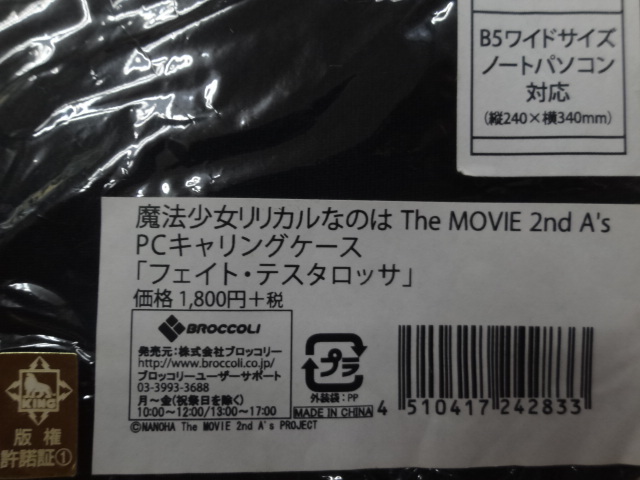 B5ワイドサイズ
ノートパソコン
対応
(縦240×横340mm)
魔法少女リリカルなのは The MOVIE 2nd A's
PCキャリングケース
「フェイト・テスタロッサ」
価格 1,800円+税
BROCCOLI
発売元:株式会社ブロッコリー
http://www.broccoli.co.jp/
ブロッコリーユーザーサポート
03-3993-3688
月～金(祝祭日を除く)
10:00～12:00/13:00～17:00
プラ
外装袋:PP
MADE IN CHINA
4 510417 242833
©NANOHA The MOVIE 2nd A's PROJECT
KING
版権
許諾証①